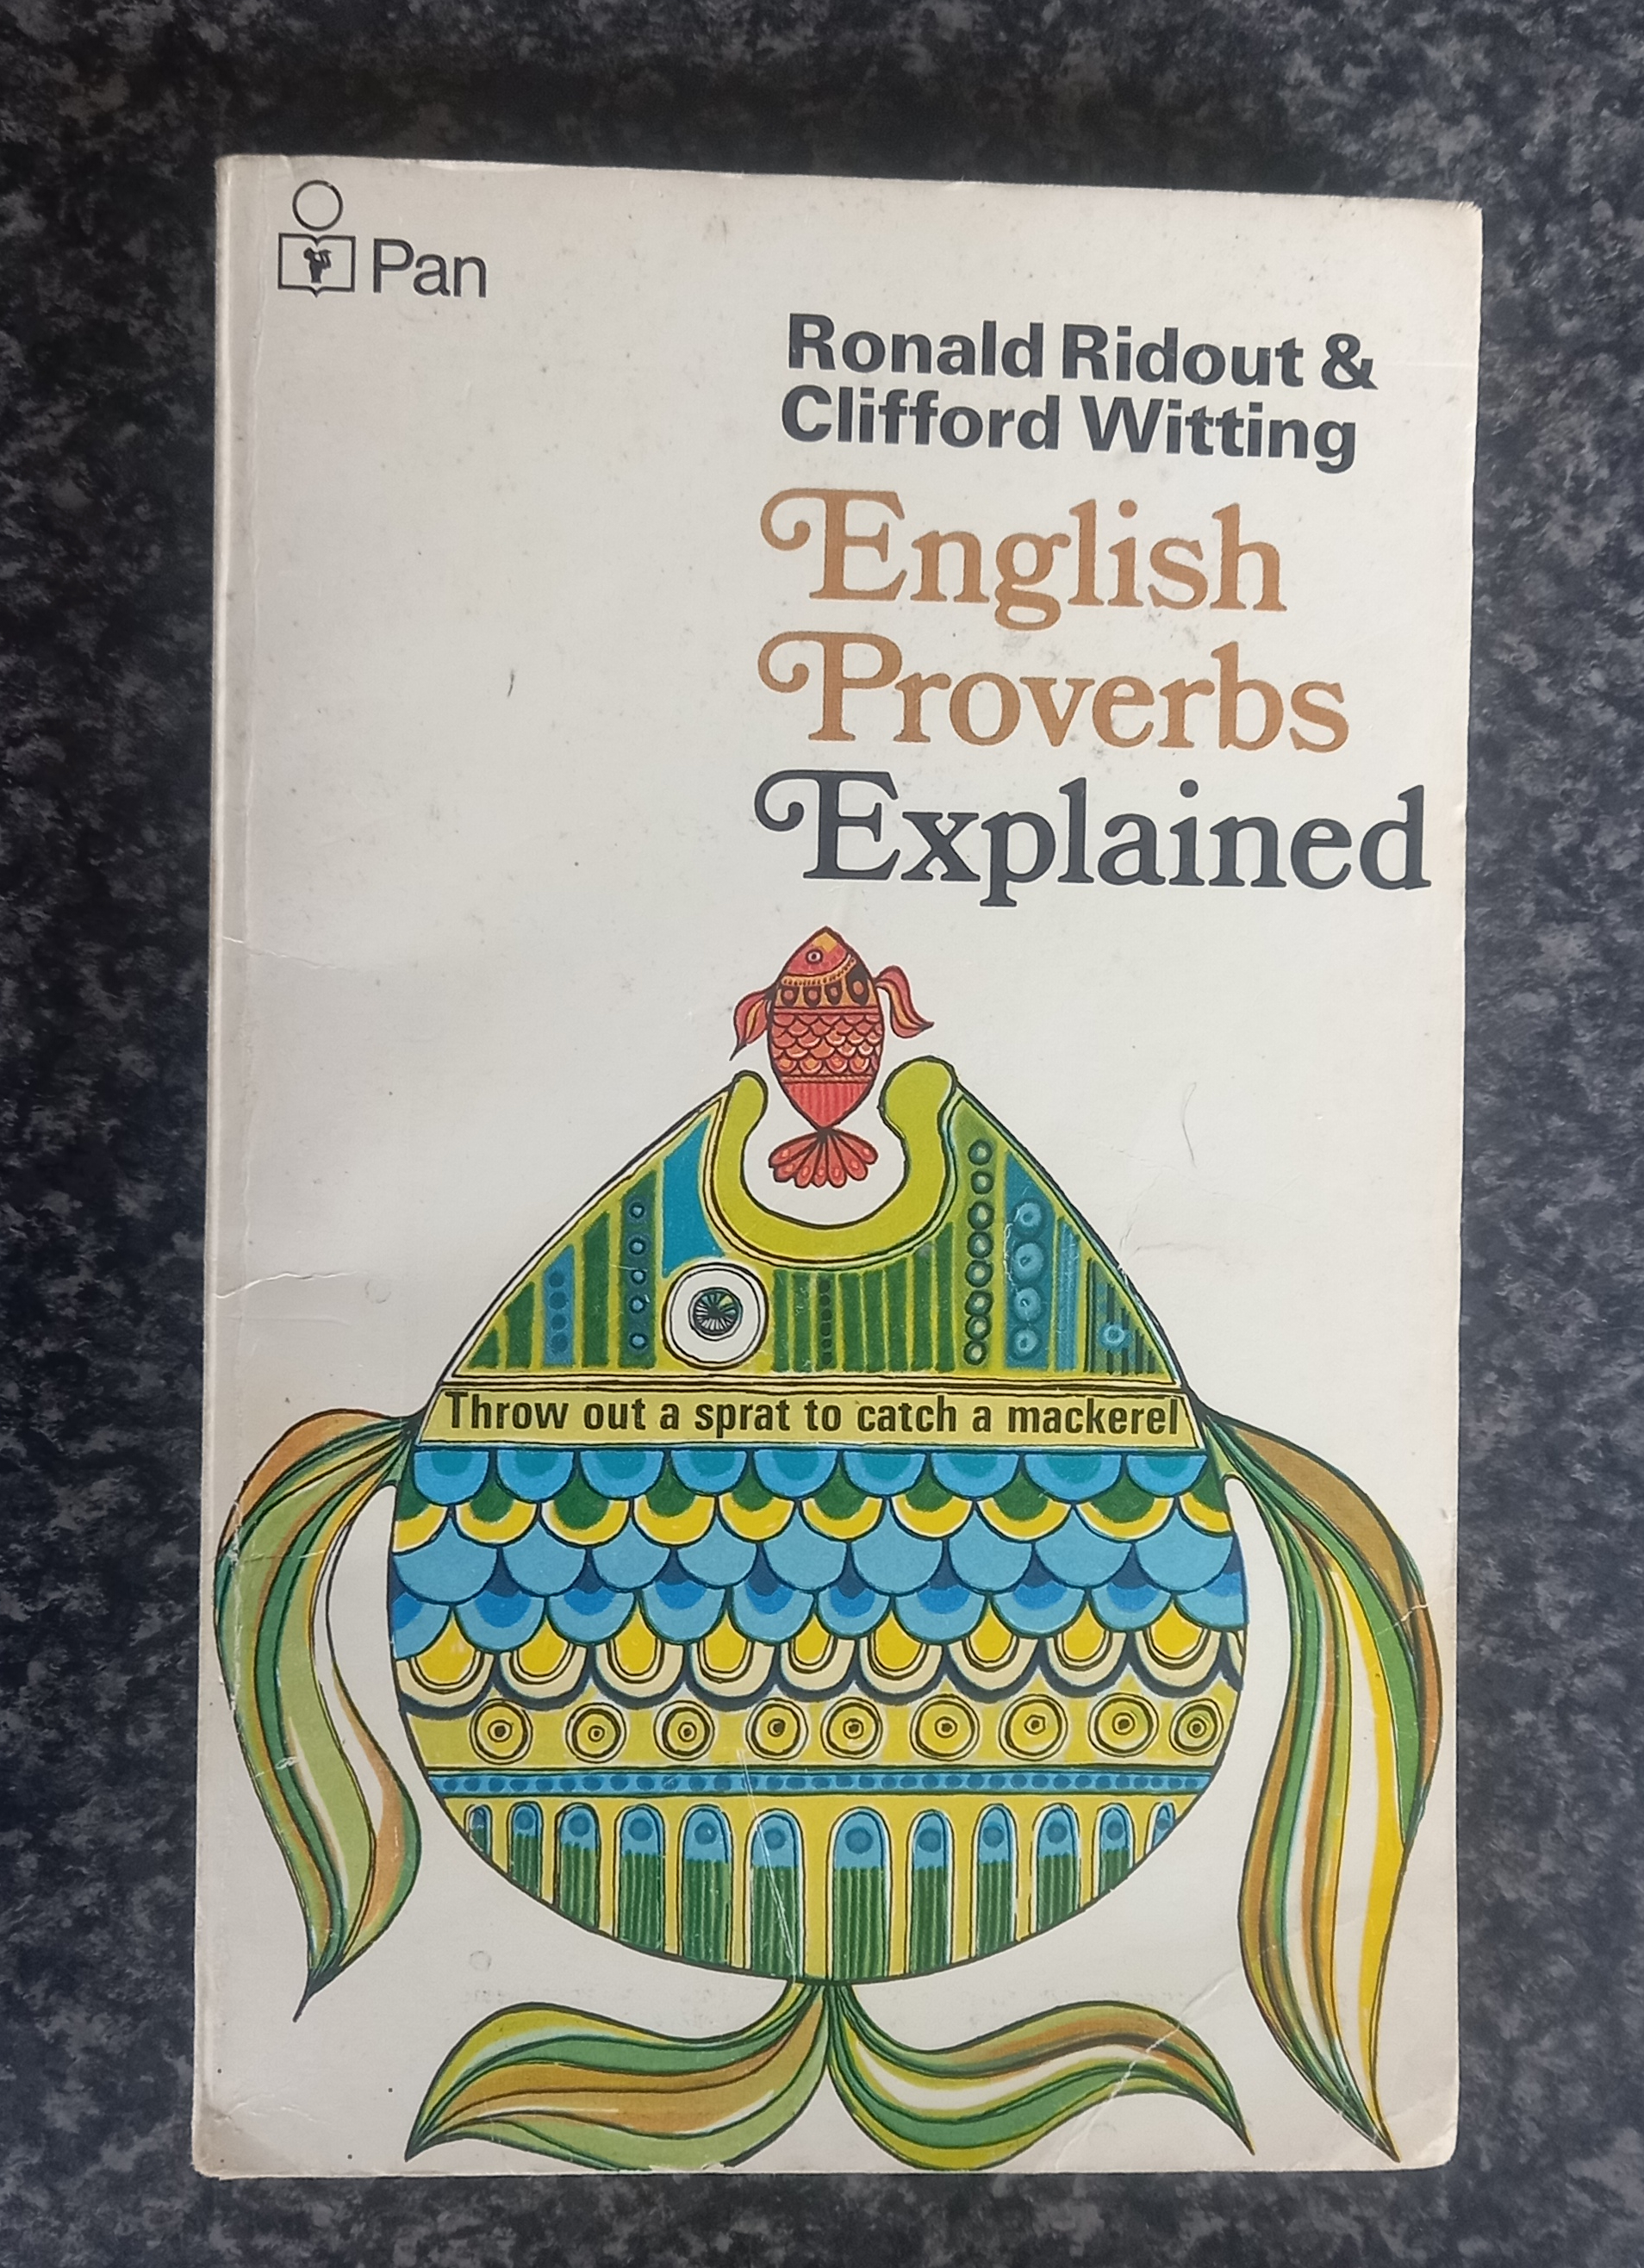 Pan
Ronald Ridout &
Clifford Witting
English
Proverbs
Explained
Throw out a sprat to catch a mackerel